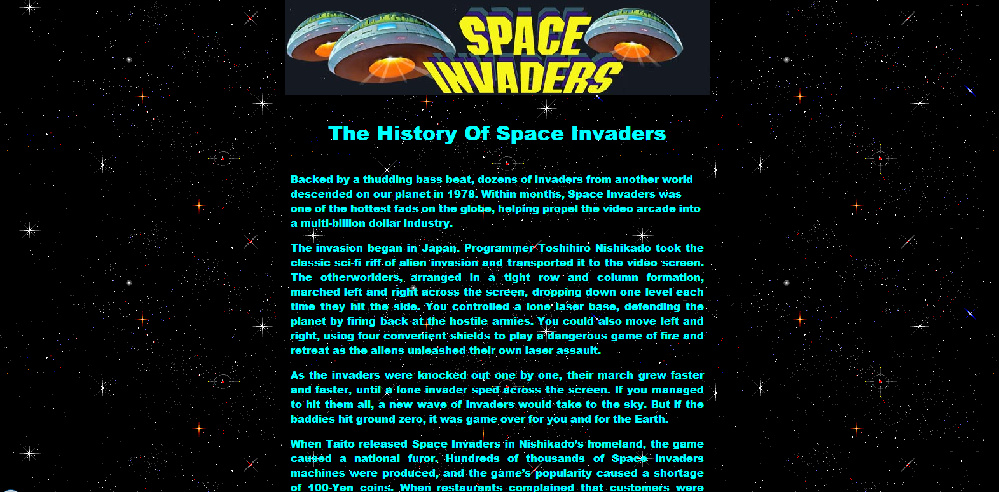 SPACE
INVADERS
The History Of Space Invaders
Backed by a thudding bass beat, dozens of invaders from another world
descended on our planet in 1978. Within months, Space Invaders was
one of the hottest fads on the globe, helping propel the video arcade into
a multi-billion dollar industry.
The invasion began in Japan. Programmer Toshihiro Nishikado took the
classic sci-fi riff of alien invasion and transported it to the video screen.
The otherworlders, arranged in a tight row and column formation,
marched left and right across the screen, dropping down one level each
time they hit the side. You controlled a lone laser base, defending the
planet by firing back at the hostile armies. You could also move left and
right, using four convenient shields to play a dangerous game of fire and
retreat as the aliens unleashed their own laser assault.
As the invaders were knocked out one by one, their march grew faster
and faster, until a lone invader sped across the screen. If you managed
to hit them all, a new wave of invaders would take to the sky. But if the
baddies hit ground zero, it was game over for you and for the Earth.
When Taito released Space Invaders in Nishikado’s homeland, the game
caused a national furor. Hundreds of thousands of Space Invaders
machines were produced, and the game’s popularity caused a shortage
of 100-Yen coins. When restaurants complained that customers were